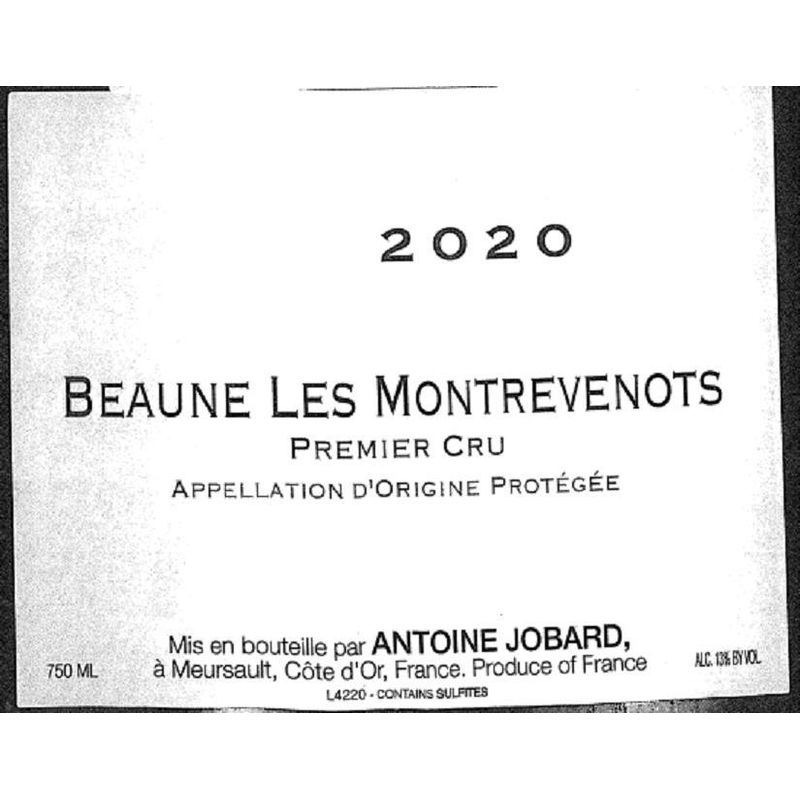 2020
BEAUNE LES MONTREVENOTS
PREMIER CRU
APPELLATION D'ORIGINE PROTÉGÉE
Mis en bouteille par ANTOINE JOBARD,
750 ML à Meursault, Côte d'Or, France. Produce of France ALC. 13% BY VOL
L4220 - CONTAINS SULFITES